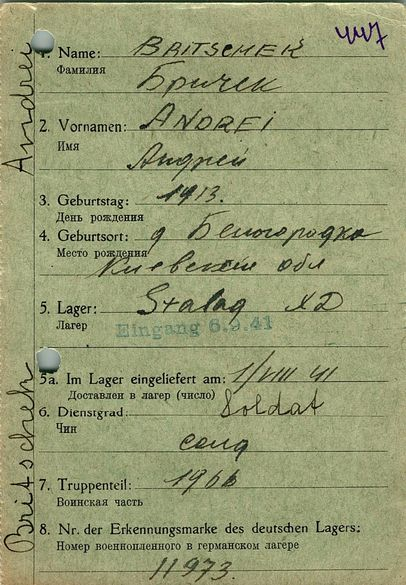 447
1. Name: BRITSCHEK
Фамилия
Бричек
2. Vornamen: ANDREI
Имя
Андрей
3. Geburtstag: 1913.
День рождения
4. Geburtsort: д Белогородка
Место рождения
Киевской обл
5. Lager: Stalag XD
Лагер
Eingang 6.9.41
5a. Im Lager eingeliefert am: 1/VIII 41
Доставлен в лагер (число)
6. Dienstgrad: Soldat
Чин
солд
7. Truppenteil: 196
Воинская часть
8. Nr. der Erkennungsmarke des deutschen Lagers:
Номер военнопленного в германском лагере
11973
Britschek Andrei